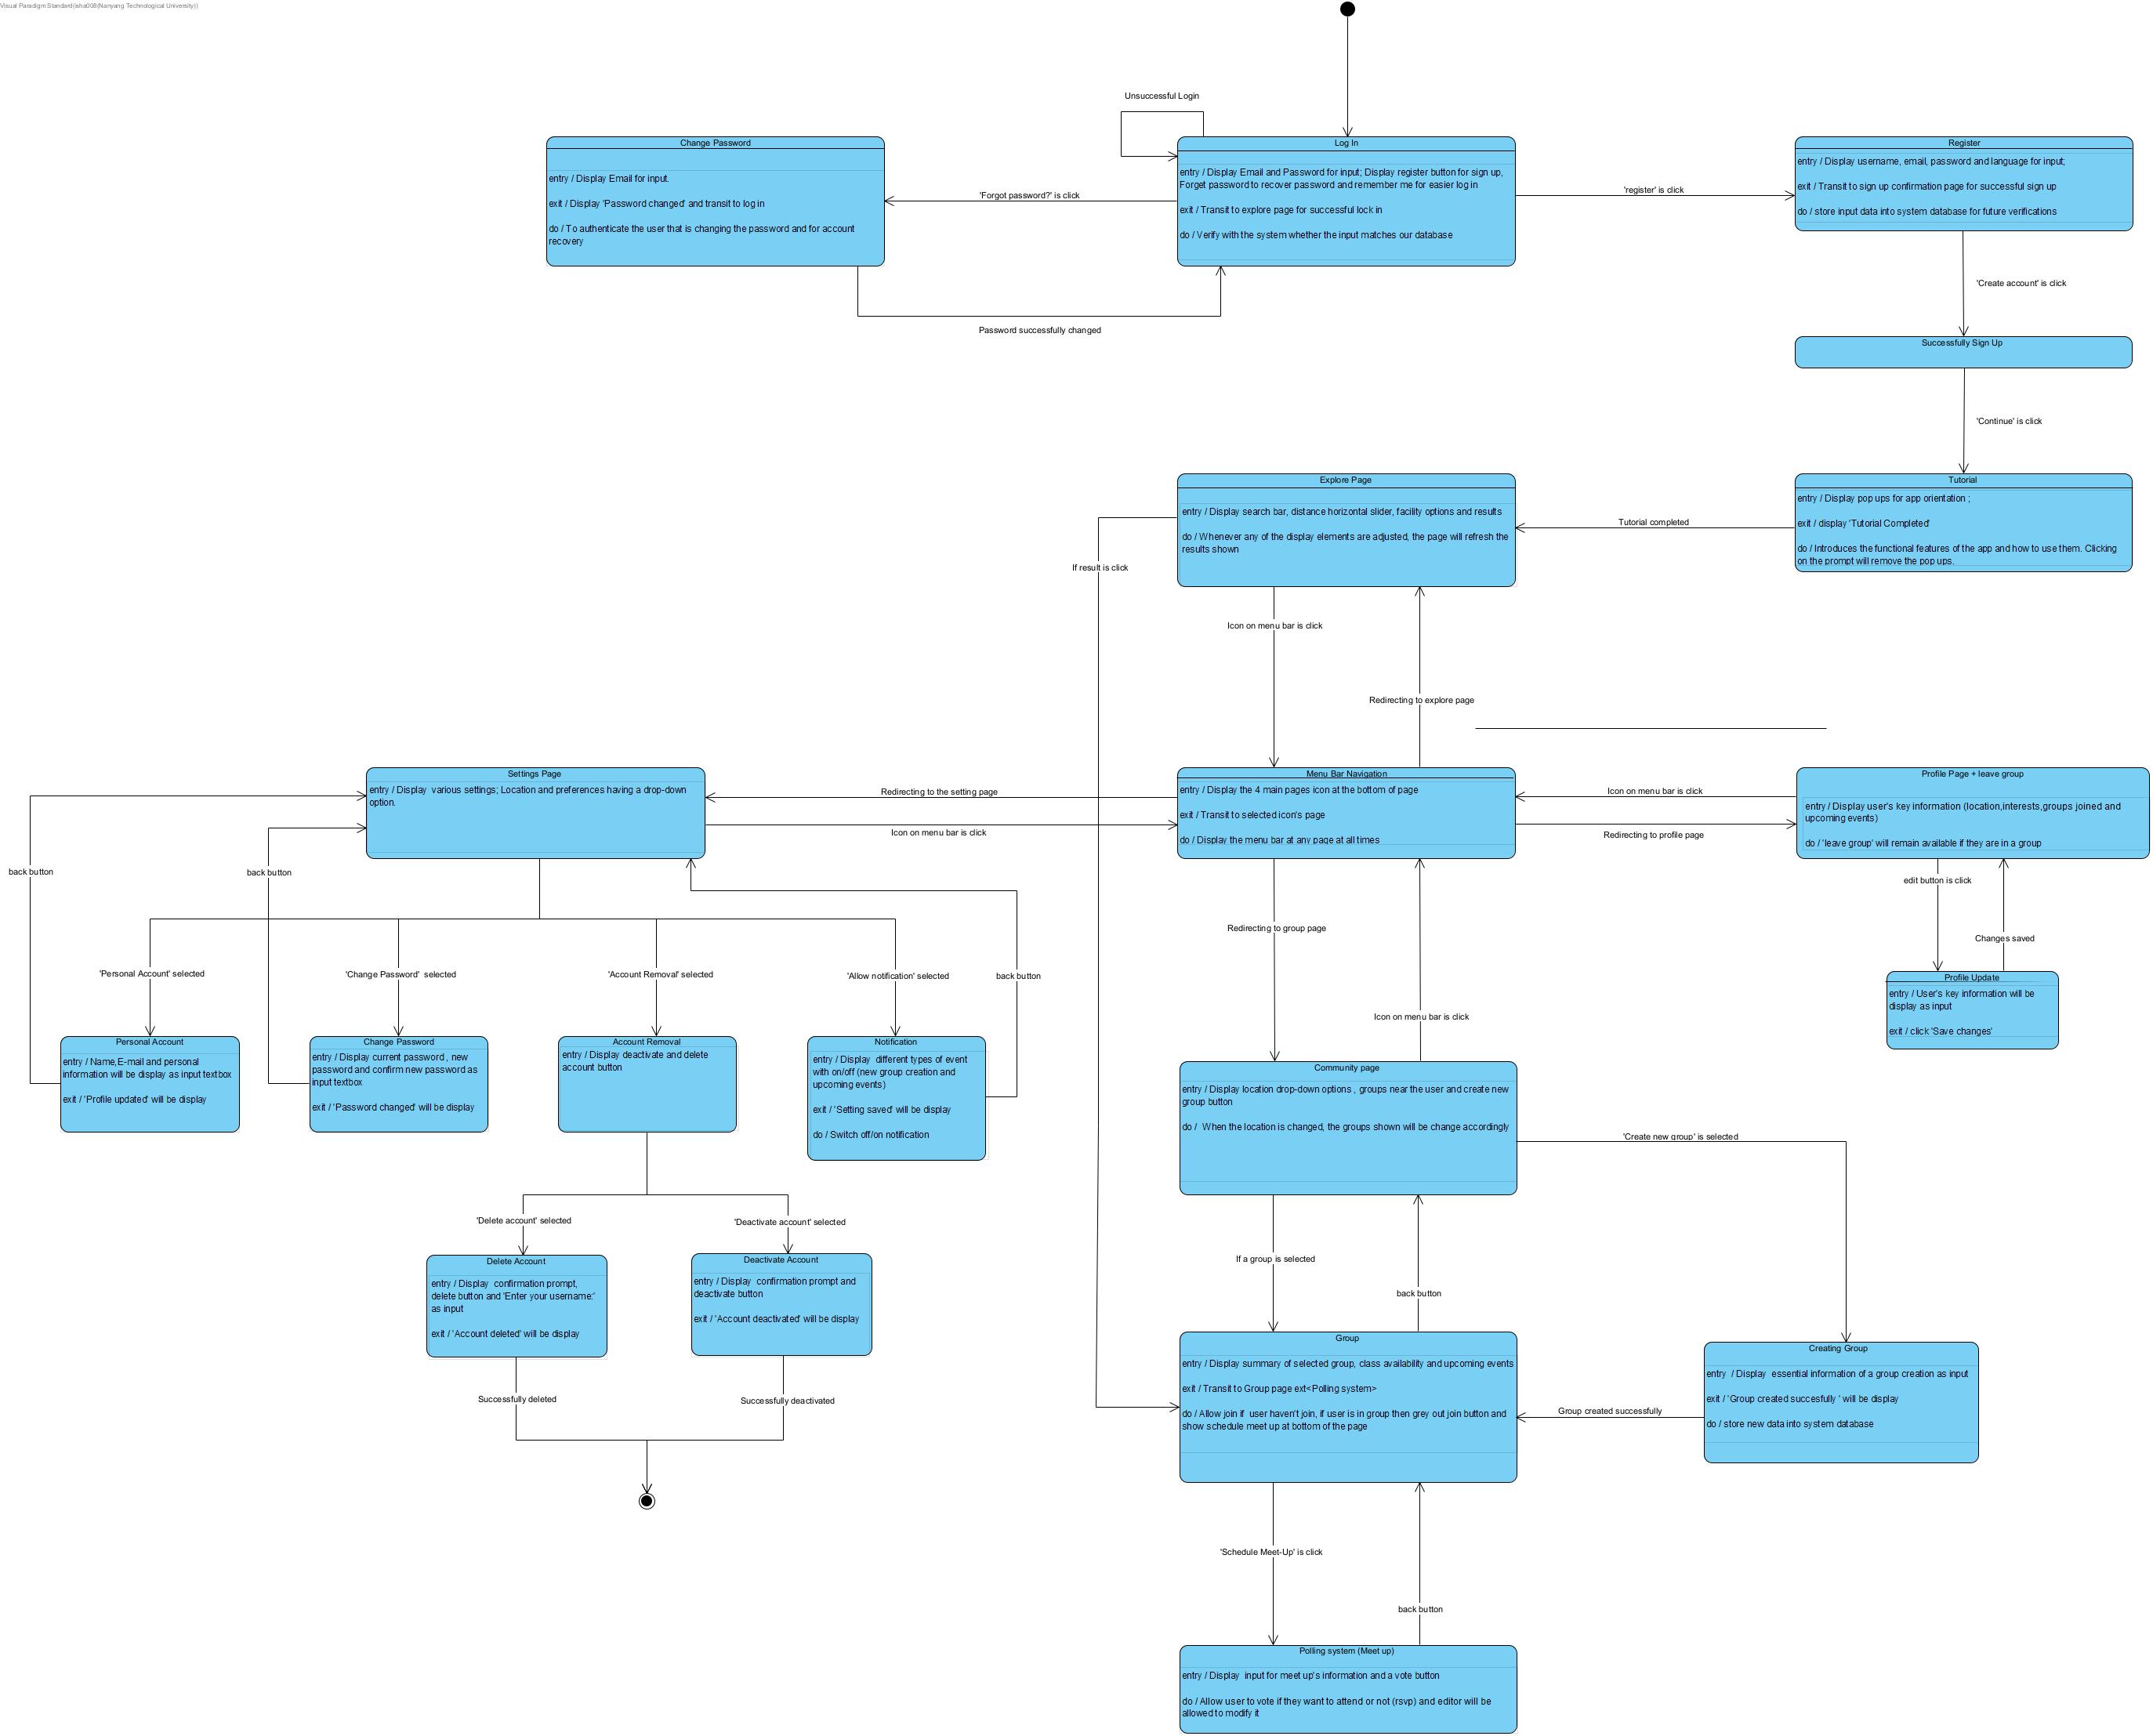 Visual Paradigm Standard(isha008(Nanyang Technological University))
Unsuccessful Login
Change Password
entry / Display Email for input.
exit / Display 'Password changed' and transit to log in
do / To authenticate the user that is changing the password and for account
recovery
'Forgot password?' is click
Log In
entry / Display Email and Password for input; Display register button for sign up,
Forget password to recover password and remember me for easier log in
exit / Transit to explore page for successful lock in
do / Verify with the system whether the input matches our database
'register' is click
Register
entry / Display username, email, password and language for input;
exit / Transit to sign up confirmation page for successful sign up
do / store input data into system database for future verifications
Password successfully changed
'Create account' is click
Successfully Sign Up
'Continue' is click
Explore Page
entry / Display search bar, distance horizontal slider, facility options and results
do / Whenever any of the display elements are adjusted, the page will refresh the
results shown
Tutorial completed
Tutorial
entry / Display pop ups for app orientation ;
exit / display 'Tutorial Completed'
do / Introduces the functional features of the app and how to use them. Clicking
on the prompt will remove the pop ups.
If result is click
Icon on menu bar is click
Redirecting to explore page
Settings Page
entry / Display  various settings; Location and preferences having a drop-down
option.
Redirecting to the setting page
Icon on menu bar is click
Menu Bar Navigation
entry / Display the 4 main pages icon at the bottom of page
exit / Transit to selected icon's page
do / Display the menu bar at any page at all times
Icon on menu bar is click
Redirecting to profile page
Profile Page + leave group
entry / Display user's key information (location,interests,groups joined and
upcoming events)
do / 'leave group' will remain available if they are in a group
back button
back button
edit button is click
Changes saved
Redirecting to group page
'Personal Account' selected
'Change Password'  selected
'Account Removal' selected
'Allow notification' selected
back button
Icon on menu bar is click
Profile Update
entry / User's key information will be
display as input
exit / click 'Save changes'
Personal Account
entry / Name,E-mail and personal
information will be display as input textbox
exit / 'Profile updated' will be display
Change Password
entry / Display current password , new
password and confirm new password as
input textbox
exit / 'Password changed' will be display
Account Removal
entry / Display deactivate and delete
account button
Notification
entry / Display  different types of event
with on/off (new group creation and
upcoming events)
exit / 'Setting saved' will be display
do / Switch off/on notification
Community page
entry / Display location drop-down options , groups near the user and create new
group button
do /  When the location is changed, the groups shown will be change accordingly
'Create new group' is selected
'Delete account' selected
'Deactivate account' selected
If a group is selected
back button
Delete Account
entry / Display  confirmation prompt,
delete button and 'Enter your username:'
as input
exit / 'Account deleted' will be display
Deactivate Account
entry / Display  confirmation prompt and
deactivate button
exit / 'Account deactivated' will be display
Group
entry / Display summary of selected group, class availability and upcoming events
exit / Transit to Group page ext<Polling system>
do / Allow join if  user haven't join, if user is in group then grey out join button and
show schedule meet up at bottom of the page
Group created successfully
Creating Group
entry  / Display  essential information of a group creation as input
exit / 'Group created succesfully ' will be display
do / store new data into system database
Successfully deleted
Successfully deactivated
'Schedule Meet-Up' is click
back button
Polling system (Meet up)
entry / Display  input for meet up's information and a vote button
do / Allow user to vote if they want to attend or not (rsvp) and editor will be
allowed to modify it